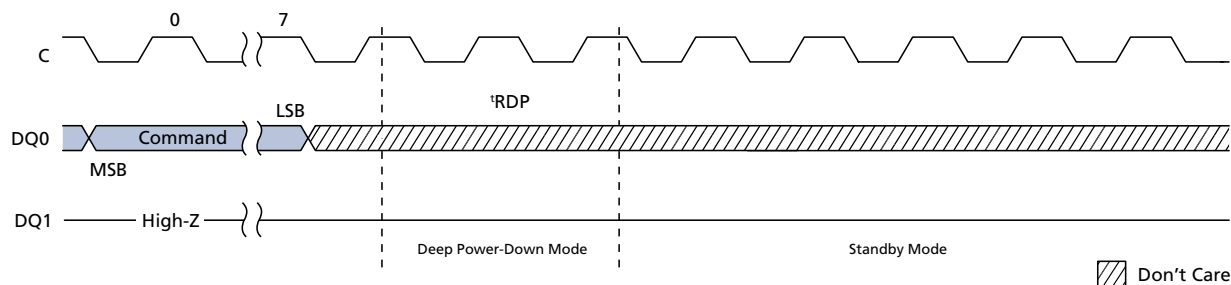 0 7
C
ᵗRDP
LSB
DQ0 Command
MSB
DQ1 High-Z
Deep Power-Down Mode Standby Mode
Don't Care